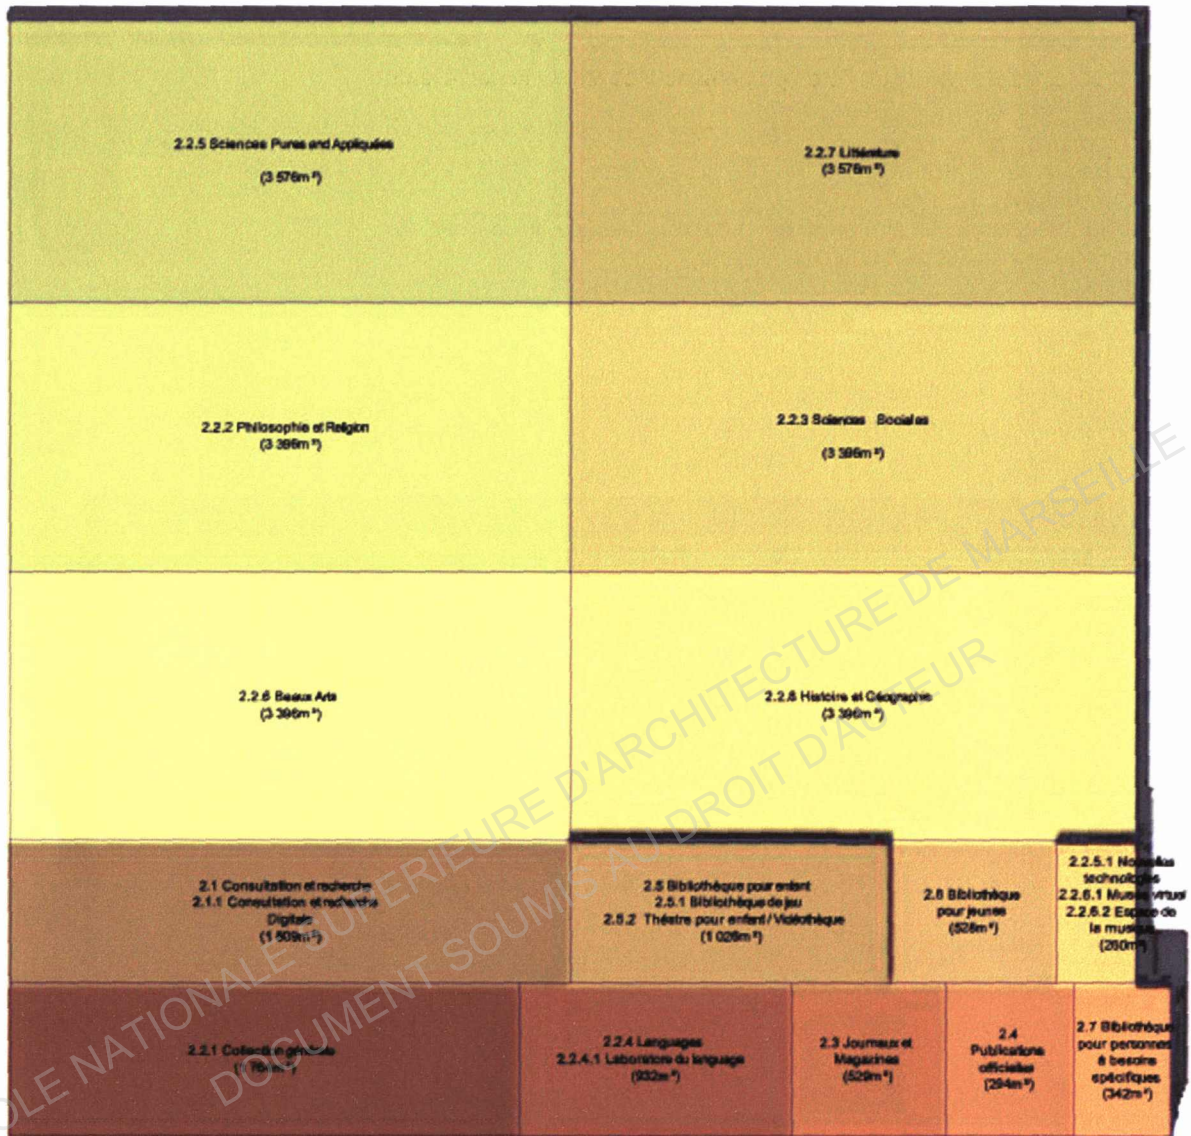 2.2.5 Sciences Pures and Appliquées
(3 576m²)
2.2.7 Littérature
(3 576m²)
2.2.2 Philosophie et Religion
(3 396m²)
2.2.3 Sciences Sociales
(3 396m²)
2.2.6 Beaux Arts
(3 396m²)
2.2.8 Histoire et Géographie
(3 396m²)
2.1 Consultation et recherche
2.1.1 Consultation et recherche
Digitale
(1 809m²)
2.5 Bibliothèque pour enfant
2.5.1 Bibliothèque de jeu
2.5.2 Théatre pour enfant / Vidéothèque
(1 026m²)
2.6 Bibliothèque
pour jeunes
(528m²)
2.2.5.1 Nouvelles
technologies
2.2.6.1 Musée virtuel
2.2.6.2 Espace de
la musique
(260m²)
2.2.1 Collection générale
2.2.4 Languages
2.2.4.1 Laboratoire du language
(932m²)
2.3 Journaux et
Magazines
(529m²)
2.4
Publications
officielles
(294m²)
2.7 Bibliothèque
pour personnes
à besoins
spécifiques
(342m²)
OLE NATIONALE SUPERIEURE D'ARCHITECTURE DE MARSEILLE
DOCUMENT SOUMIS AU DROIT D'AUTEUR